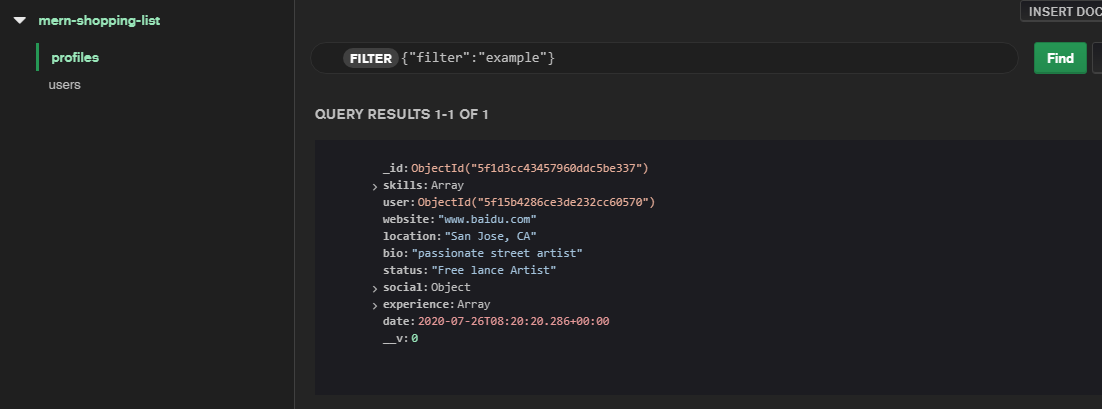 mern-shopping-list
profiles
users
INSERT DOC
FILTER {"filter":"example"}
Find
QUERY RESULTS 1-1 OF 1
_id:ObjectId("5f1d3cc43457960ddc5be337")
skills:Array
user:ObjectId("5f15b4286ce3de232cc60570")
website:"www.baidu.com"
location:"San Jose, CA"
bio:"passionate street artist"
status:"Free lance Artist"
social:Object
experience:Array
date:2020-07-26T08:20:20.286+00:00
__v:0